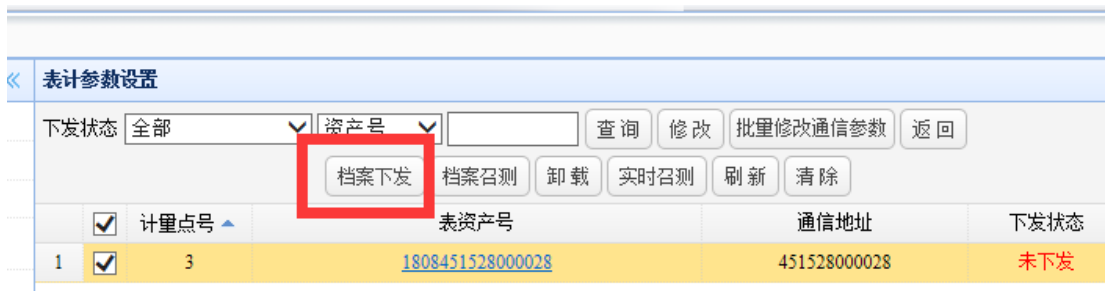 表计参数设置
下发状态 全部 资产号 查询 修改 批量修改通信参数 返回
档案下发 档案召测 卸载 实时召测 刷新 清除
计量点号 表资产号 通信地址 下发状态
1 3 1808451528000028 451528000028 未下发